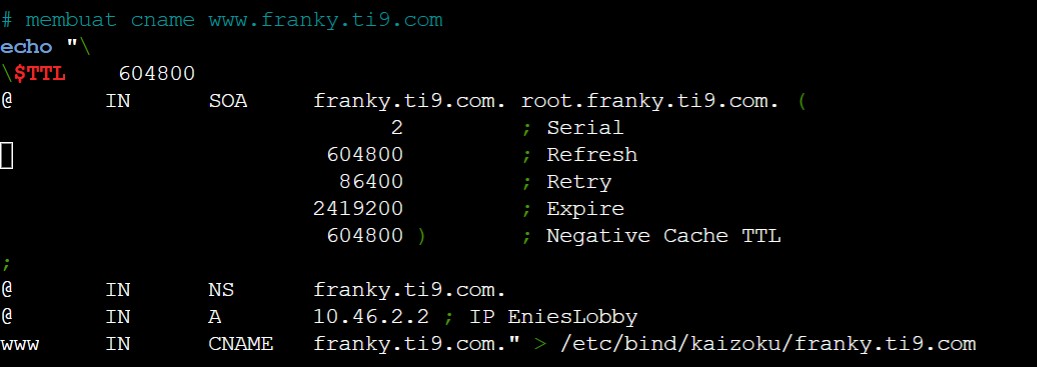 # membuat cname www.franky.ti9.com
echo "\
\$TTL    604800
@       IN      SOA     franky.ti9.com. root.franky.ti9.com. (
                              2         ; Serial
                         604800         ; Refresh
                          86400         ; Retry
                        2419200         ; Expire
                         604800 )       ; Negative Cache TTL
;
@       IN      NS      franky.ti9.com.
@       IN      A       10.46.2.2 ; IP EniesLobby
www     IN      CNAME   franky.ti9.com." > /etc/bind/kaizoku/franky.ti9.com